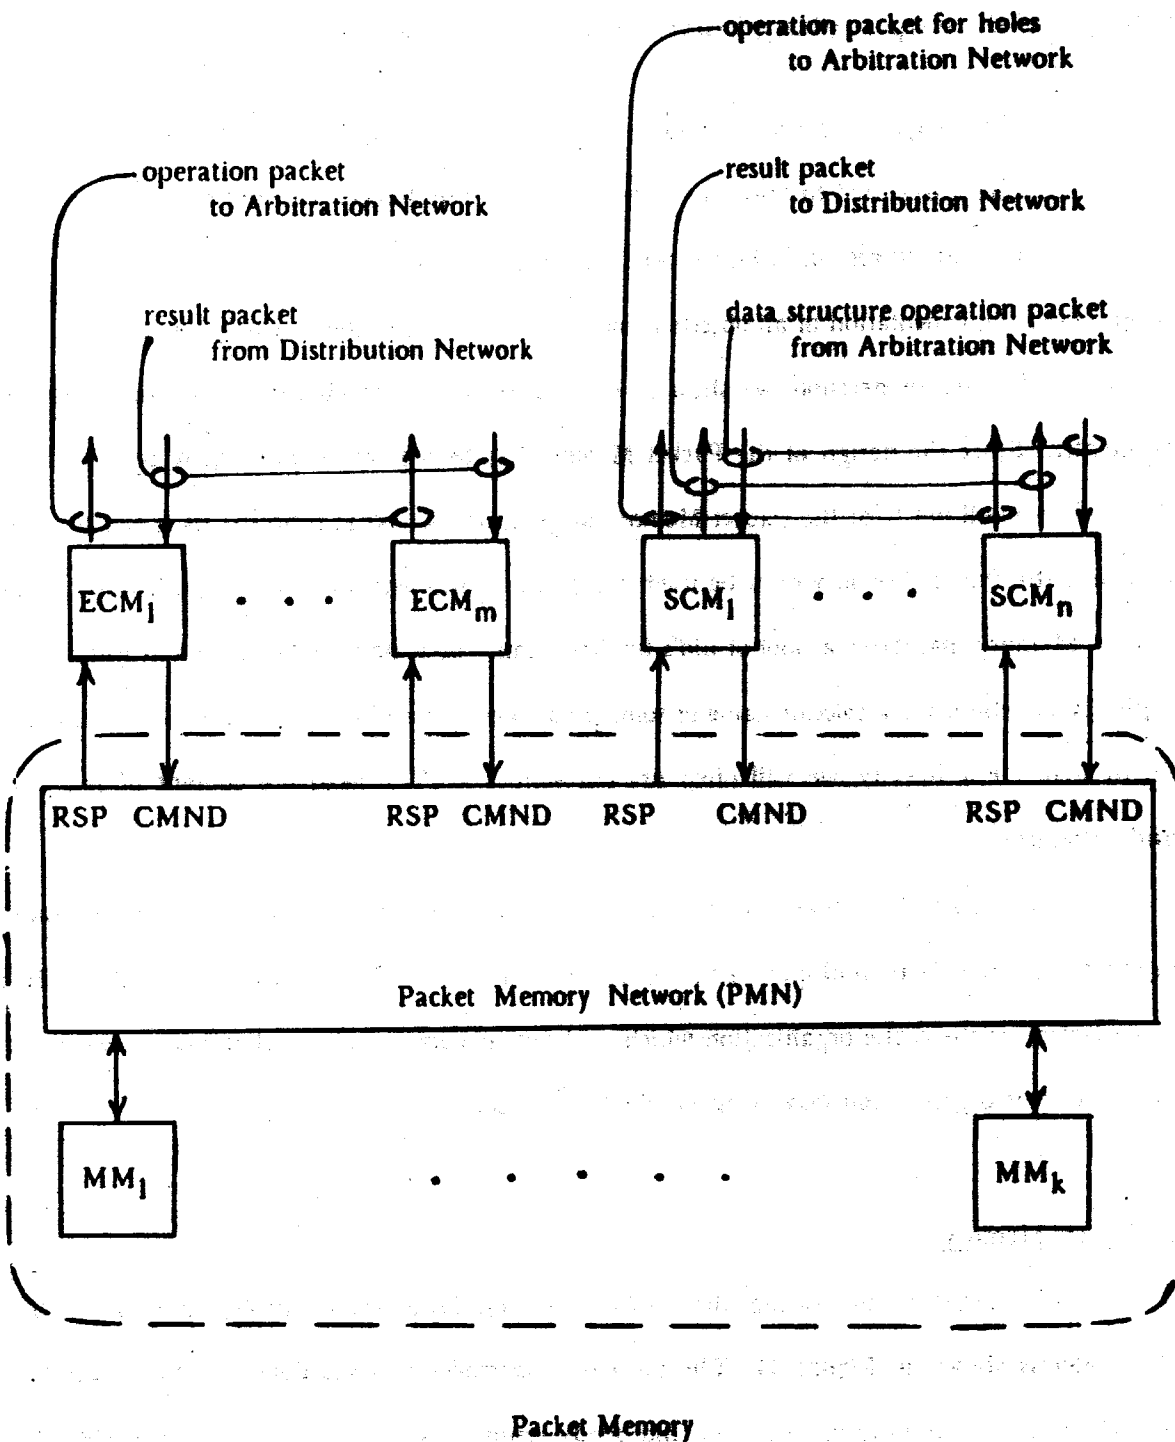 operation packet for holes
to Arbitration Network
operation packet
to Arbitration Network
result packet
to Distribution Network
result packet
from Distribution Network
data structure operation packet
from Arbitration Network
ECM1 . . . ECMm SCM1 . . . SCMn
RSP CMND RSP CMND RSP CMND RSP CMND
Packet Memory Network (PMN)
MM1 . . . . . MMk
Packet Memory